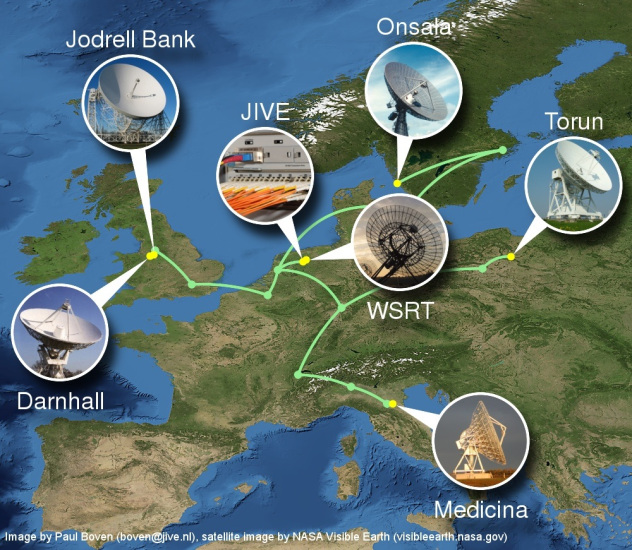 Jodrell Bank
Onsala
JIVE
Torun
WSRT
Darnhall
Medicina
Image by Paul Boven (boven@jive.nl). satellite image by NASA Visible Earth (visibleearth.nasa.gov)